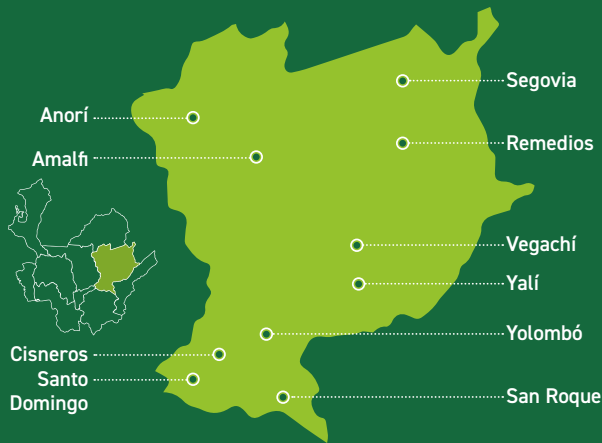 Segovia
Anorí
Remedios
Amalfi
Vegachí
Yalí
Yolombó
Cisneros
Santo
Domingo
San Roque